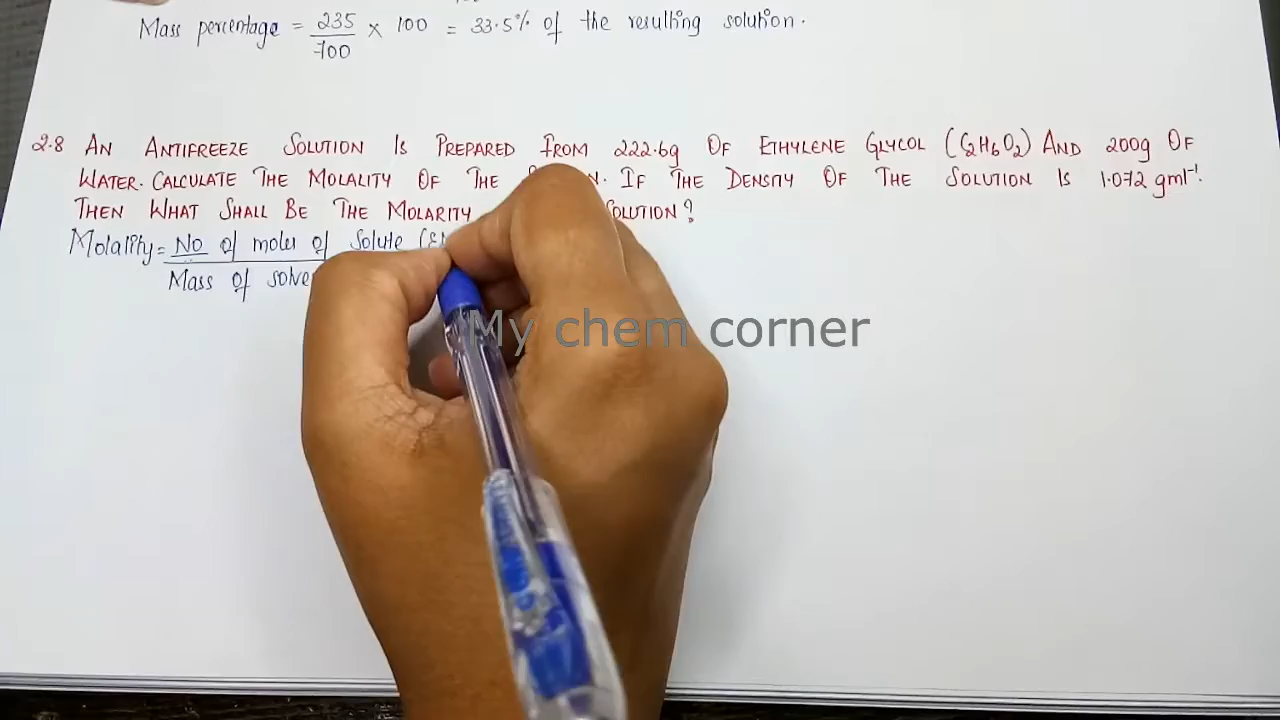 Mass percentage = 235/700 × 100 = 33.5% of the resulting solution.
2.8 AN ANTIFREEZE SOLUTION IS PREPARED FROM 222.6g OF ETHYLENE GLYCOL (C2H6O2) AND 200g OF
WATER. CALCULATE THE MOLALITY OF THE IF THE DENSITY OF THE SOLUTION IS 1.072 gml⁻¹.
THEN WHAT SHALL BE THE MOLARITY SOLUTION?
Molality = No of moles of Solute
Mass of
My chem corner